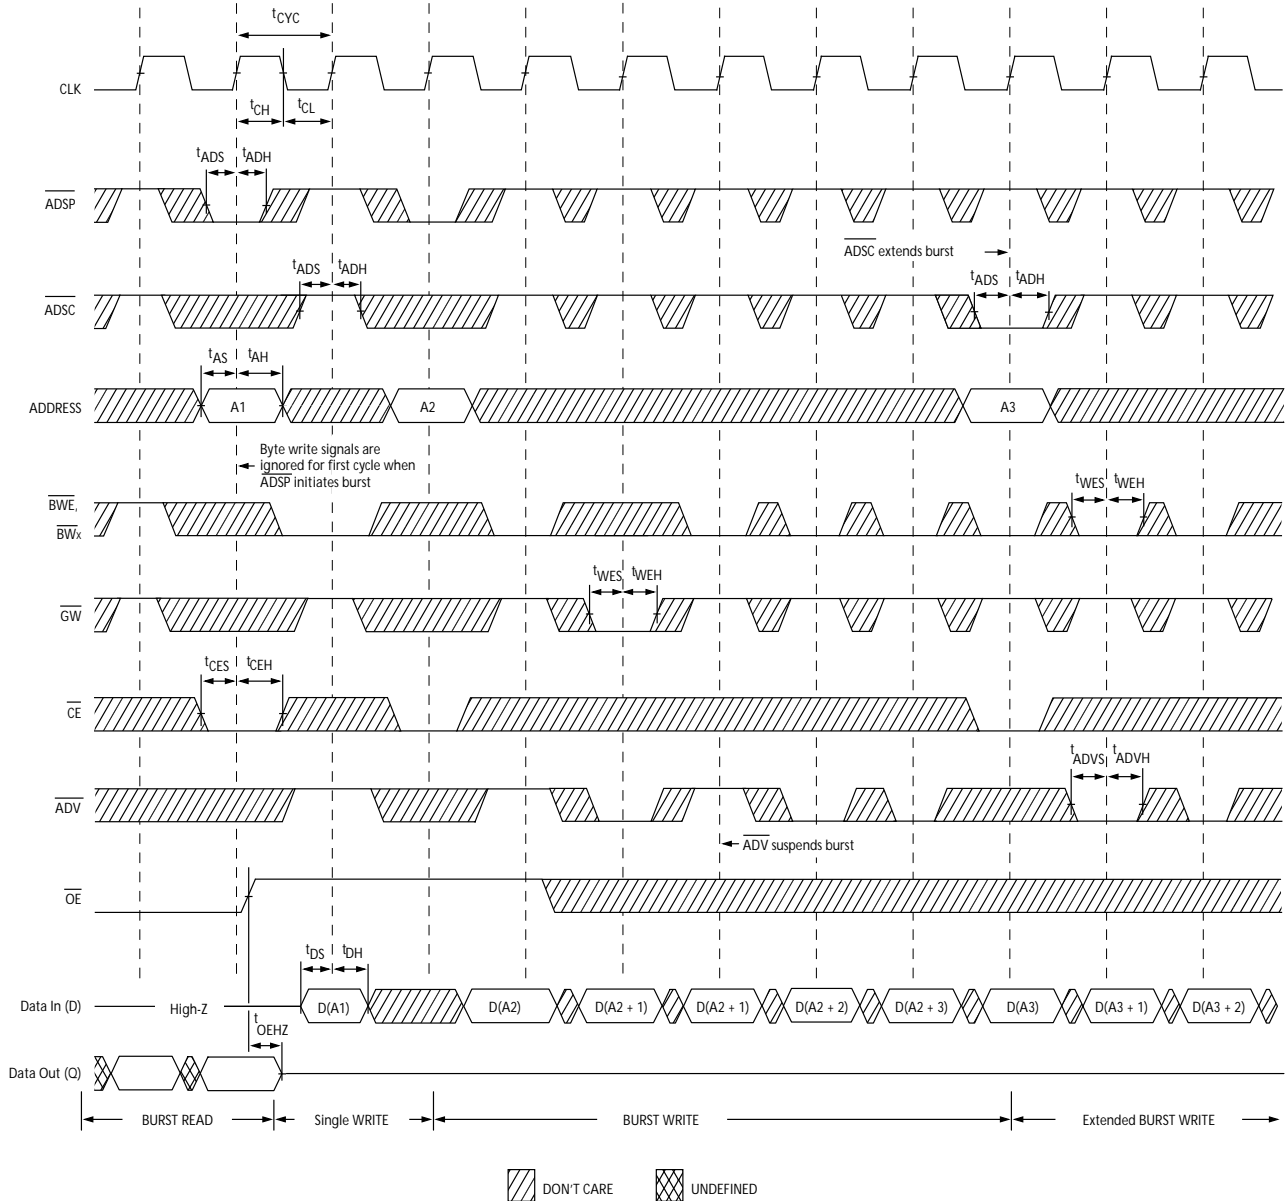 tCYC
CLK
tCH
tCL
tADS
tADH
ADSP
ADSC extends burst
tADS
tADH
tADS
tADH
ADSC
tAS
tAH
ADDRESS
A1
A2
A3
Byte write signals are
ignored for first cycle when
ADSP initiates burst
BWE,
BWx
tWES
tWEH
tWES
tWEH
GW
tCES
tCEH
CE
tADVS
tADVH
ADV
ADV suspends burst
OE
tDS
tDH
Data In (D)
High-Z
D(A1)
D(A2)
D(A2 + 1)
D(A2 + 1)
D(A2 + 2)
D(A2 + 3)
D(A3)
D(A3 + 1)
D(A3 + 2)
tOEHZ
Data Out (Q)
BURST READ
Single WRITE
BURST WRITE
Extended BURST WRITE
DON'T CARE
UNDEFINED